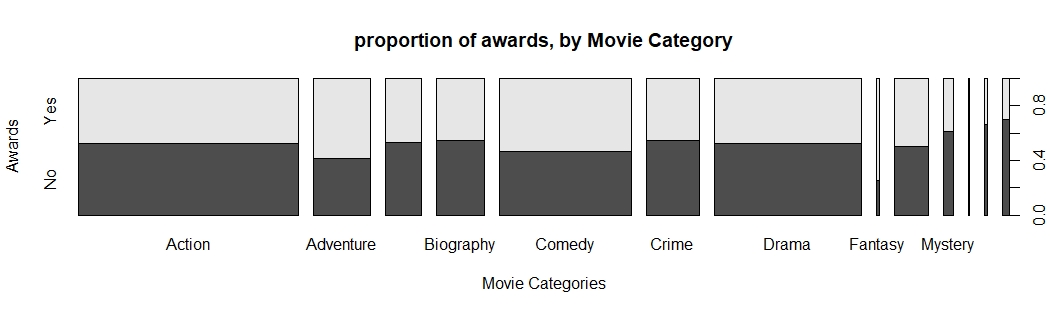 proportion of awards, by Movie Category
Awards
Yes
No
0.8
0.4
0.0
Action Adventure Biography Comedy Crime Drama Fantasy Mystery
Movie Categories